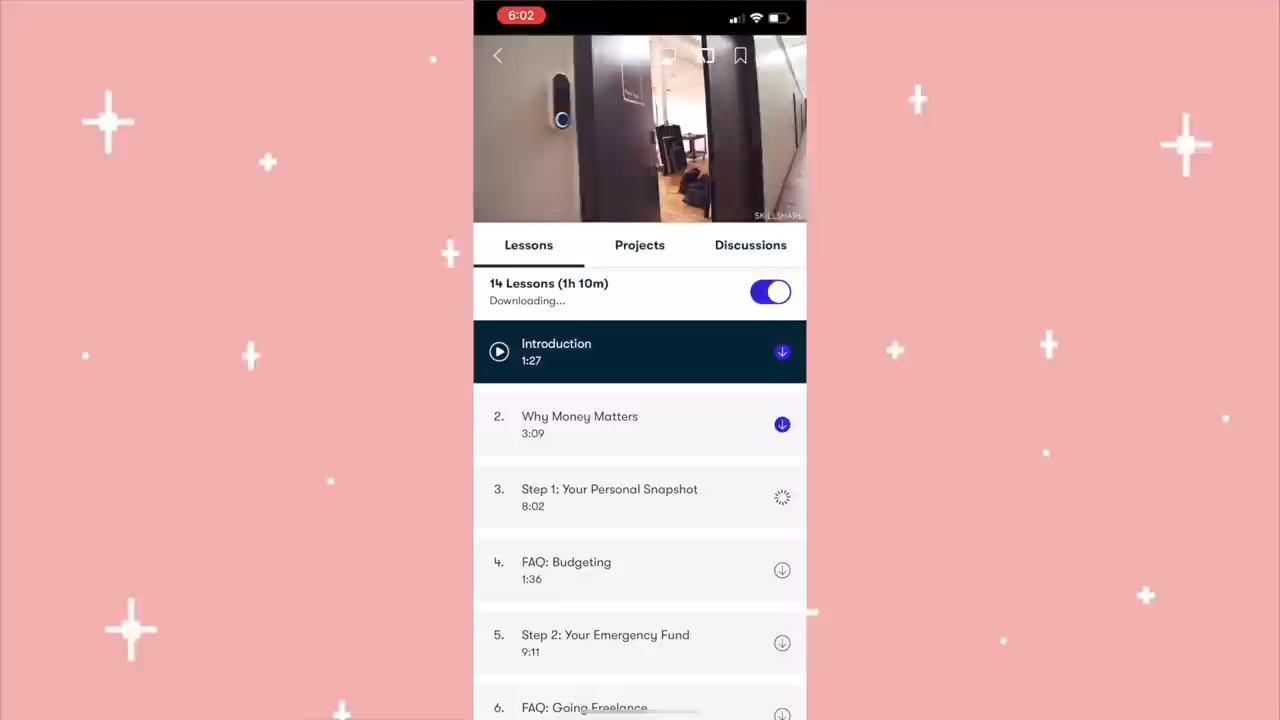 6:02
SKILLSHARE
Lessons
Projects
Discussions
14 Lessons (1h 10m)
Downloading...
Introduction
1:27
2.
Why Money Matters
3:09
3.
Step 1: Your Personal Snapshot
8:02
4.
FAQ: Budgeting
1:36
5.
Step 2: Your Emergency Fund
9:11
6.
FAQ: Going Freelance